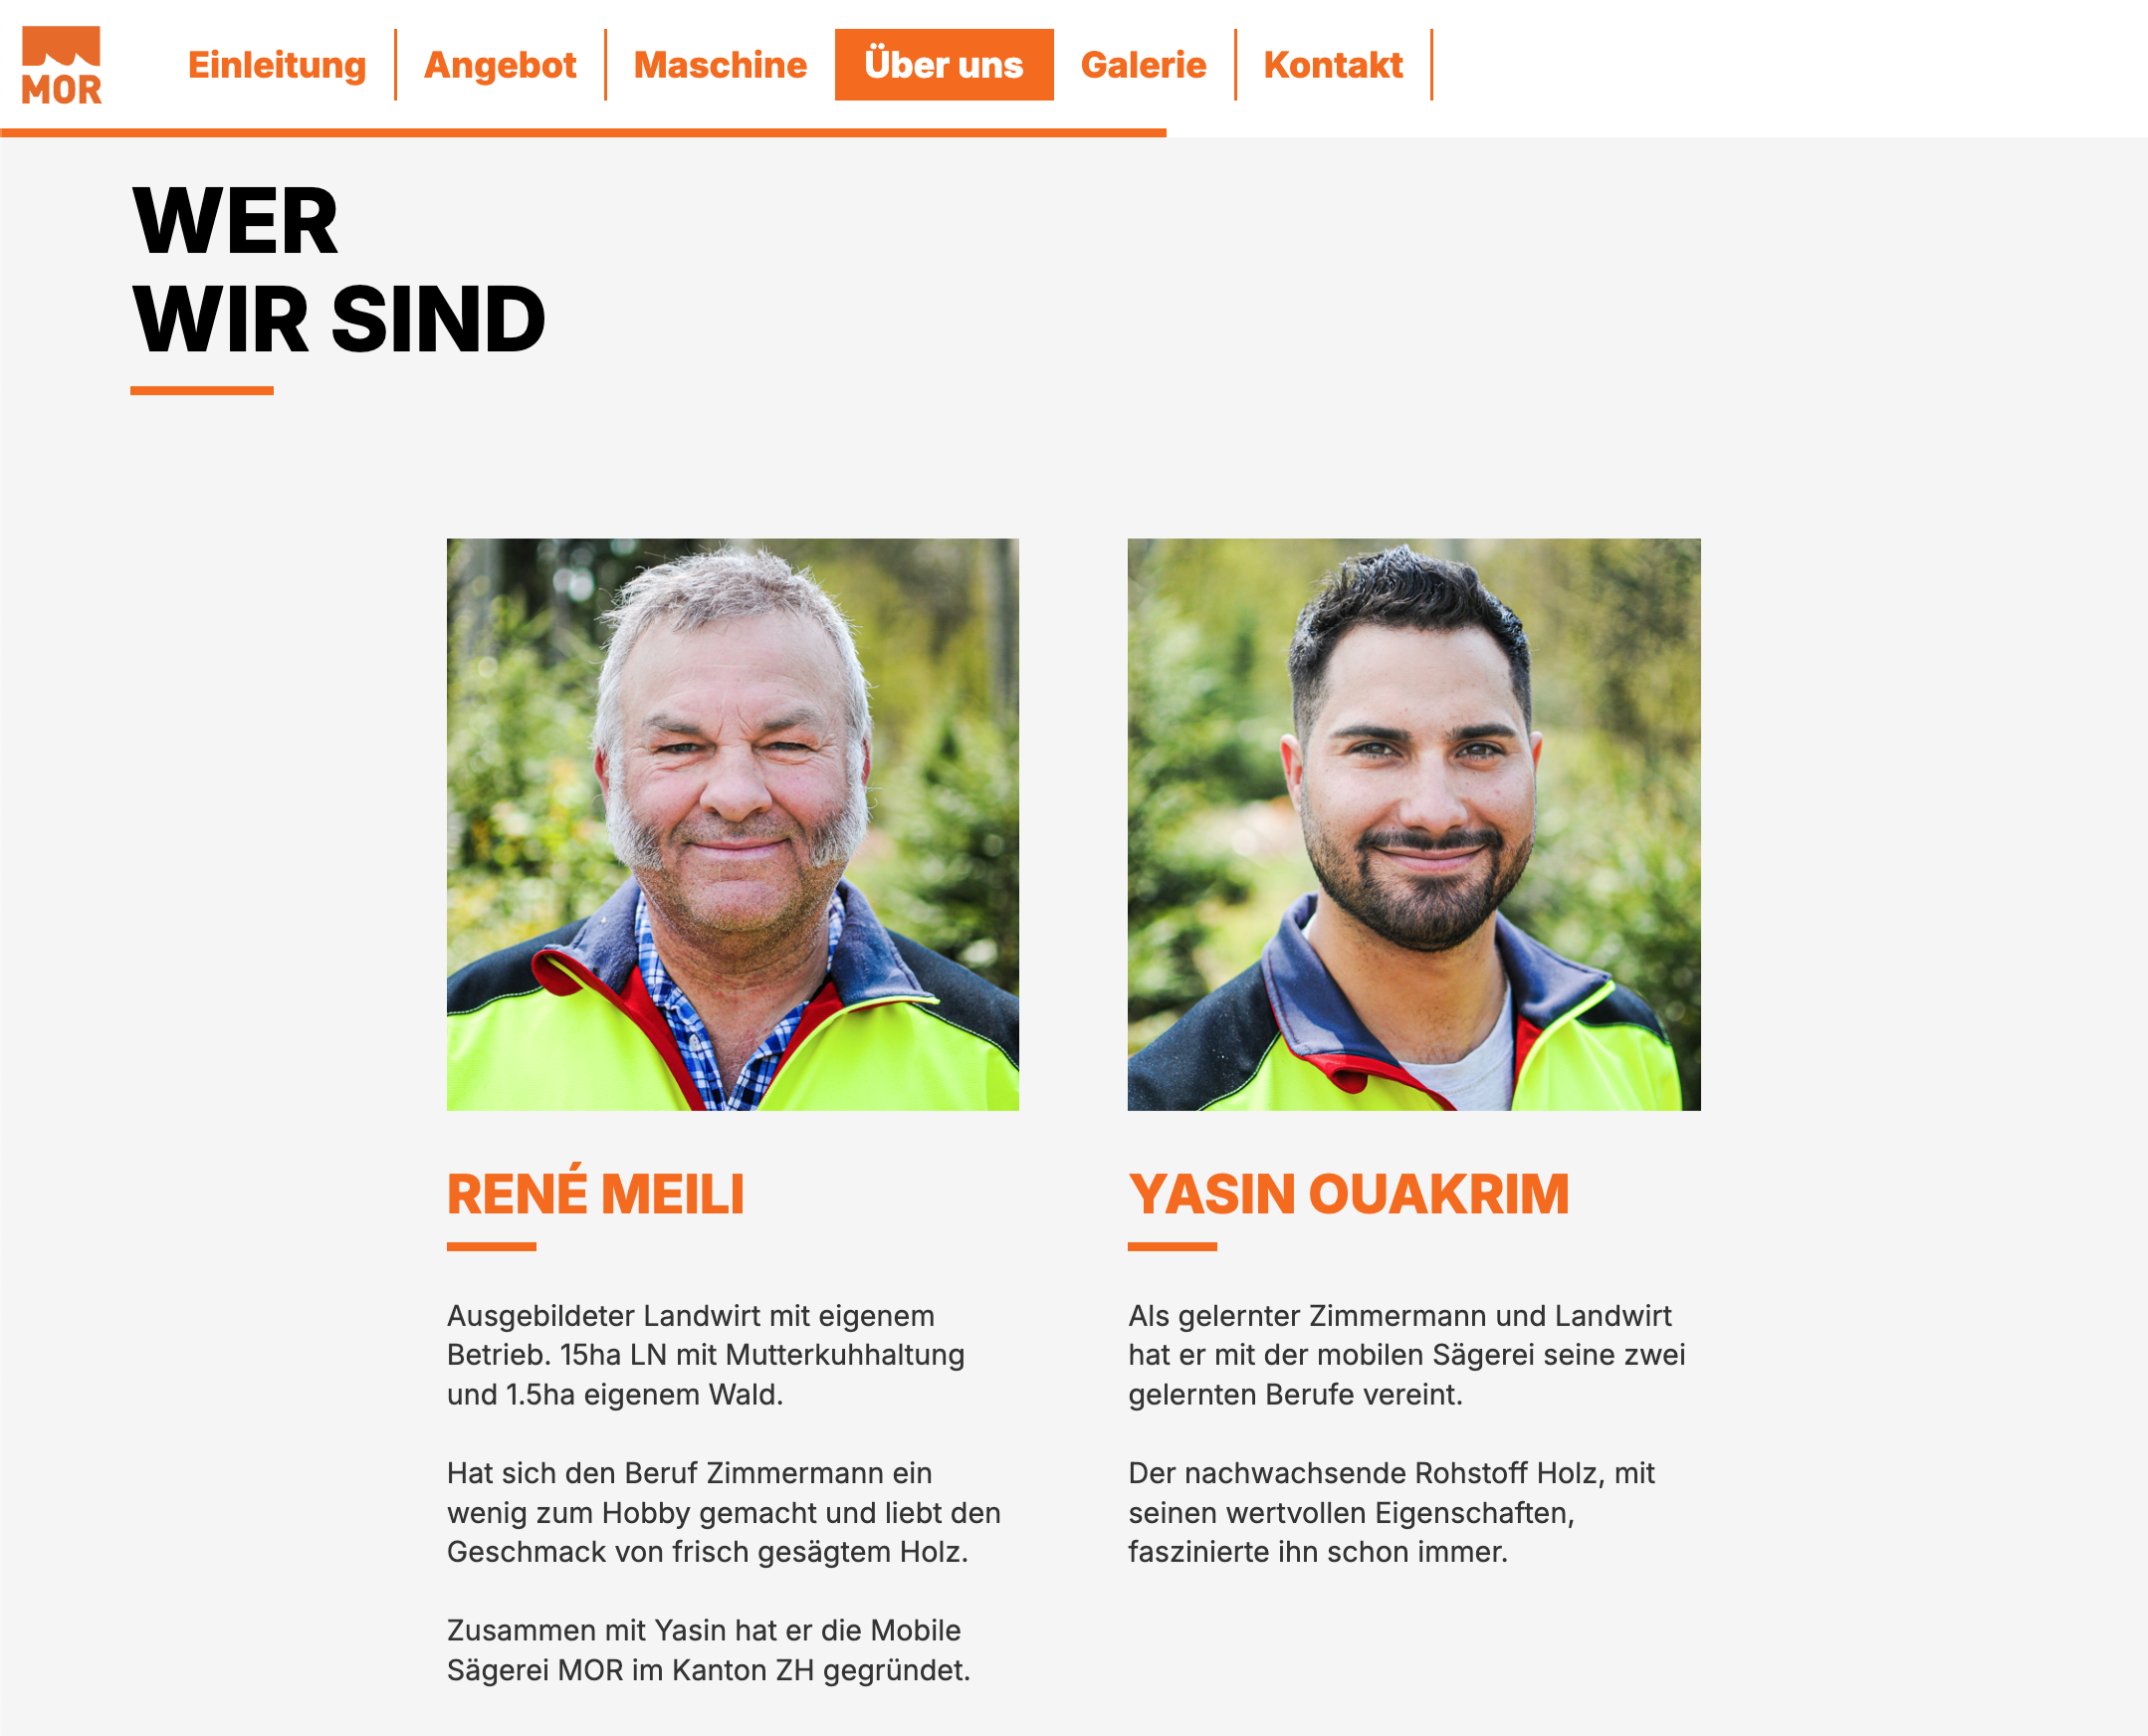 MOR
Einleitung
Angebot
Maschine
Über uns
Galerie
Kontakt
WER
WIR SIND
RENÉ MEILI
Ausgebildeter Landwirt mit eigenem
Betrieb. 15ha LN mit Mutterkuhhaltung
und 1.5ha eigenem Wald.
Hat sich den Beruf Zimmermann ein
wenig zum Hobby gemacht und liebt den
Geschmack von frisch gesägtem Holz.
Zusammen mit Yasin hat er die Mobile
Sägerei MOR im Kanton ZH gegründet.
YASIN OUAKRIM
Als gelernter Zimmermann und Landwirt
hat er mit der mobilen Sägerei seine zwei
gelernten Berufe vereint.
Der nachwachsende Rohstoff Holz, mit
seinen wertvollen Eigenschaften,
faszinierte ihn schon immer.